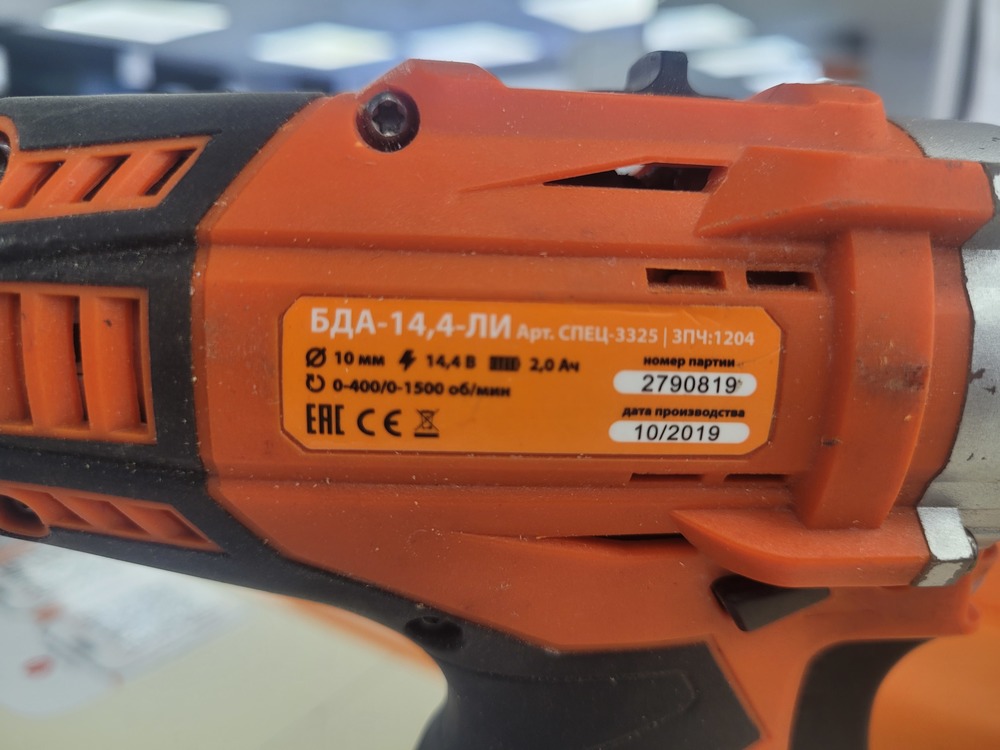 БДА-14,4-ЛИ Арт. СПЕЦ-3325 | ЗПЧ:1204
10 мм 14,4 В 2,0 Ач
0-400/0-1500 об/мин
EAC CE
номер партии
2790819
дата производства
10/2019